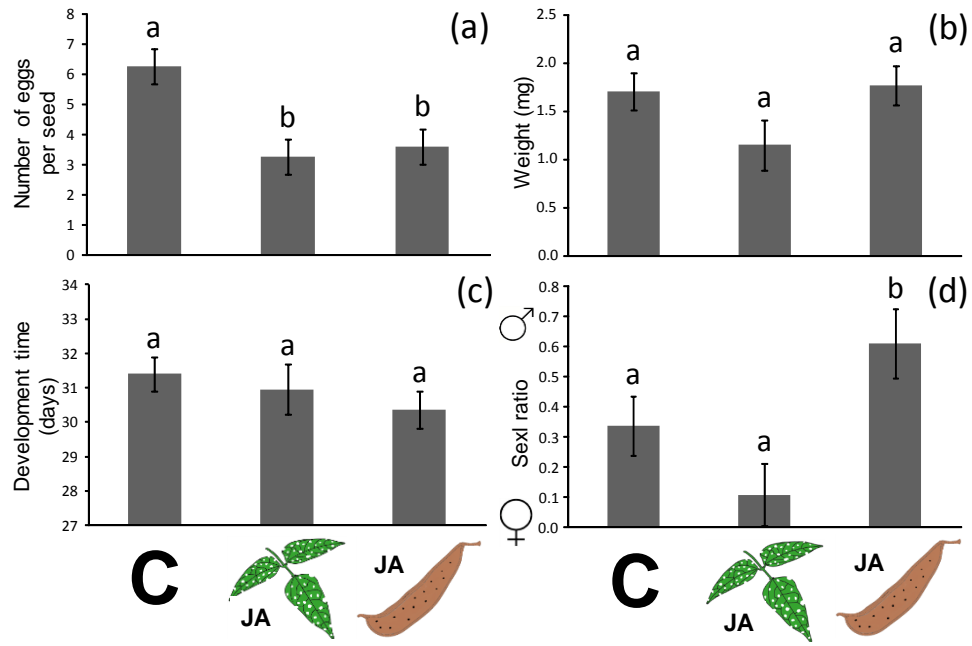 (a)
Number of eggs
per seed
8
7
6
5
4
3
2
1
0
a
b
b
(b)
Weight (mg)
2.5
2.0
1.5
1.0
0.5
0.0
a
a
a
(c)
Development time
(days)
34
33
32
31
30
29
28
27
a
a
a
(d)
♂
Sexl ratio
♀
0.8
0.7
0.6
0.5
0.4
0.3
0.2
0.1
0.0
a
a
b
C
JA
JA
C
JA
JA